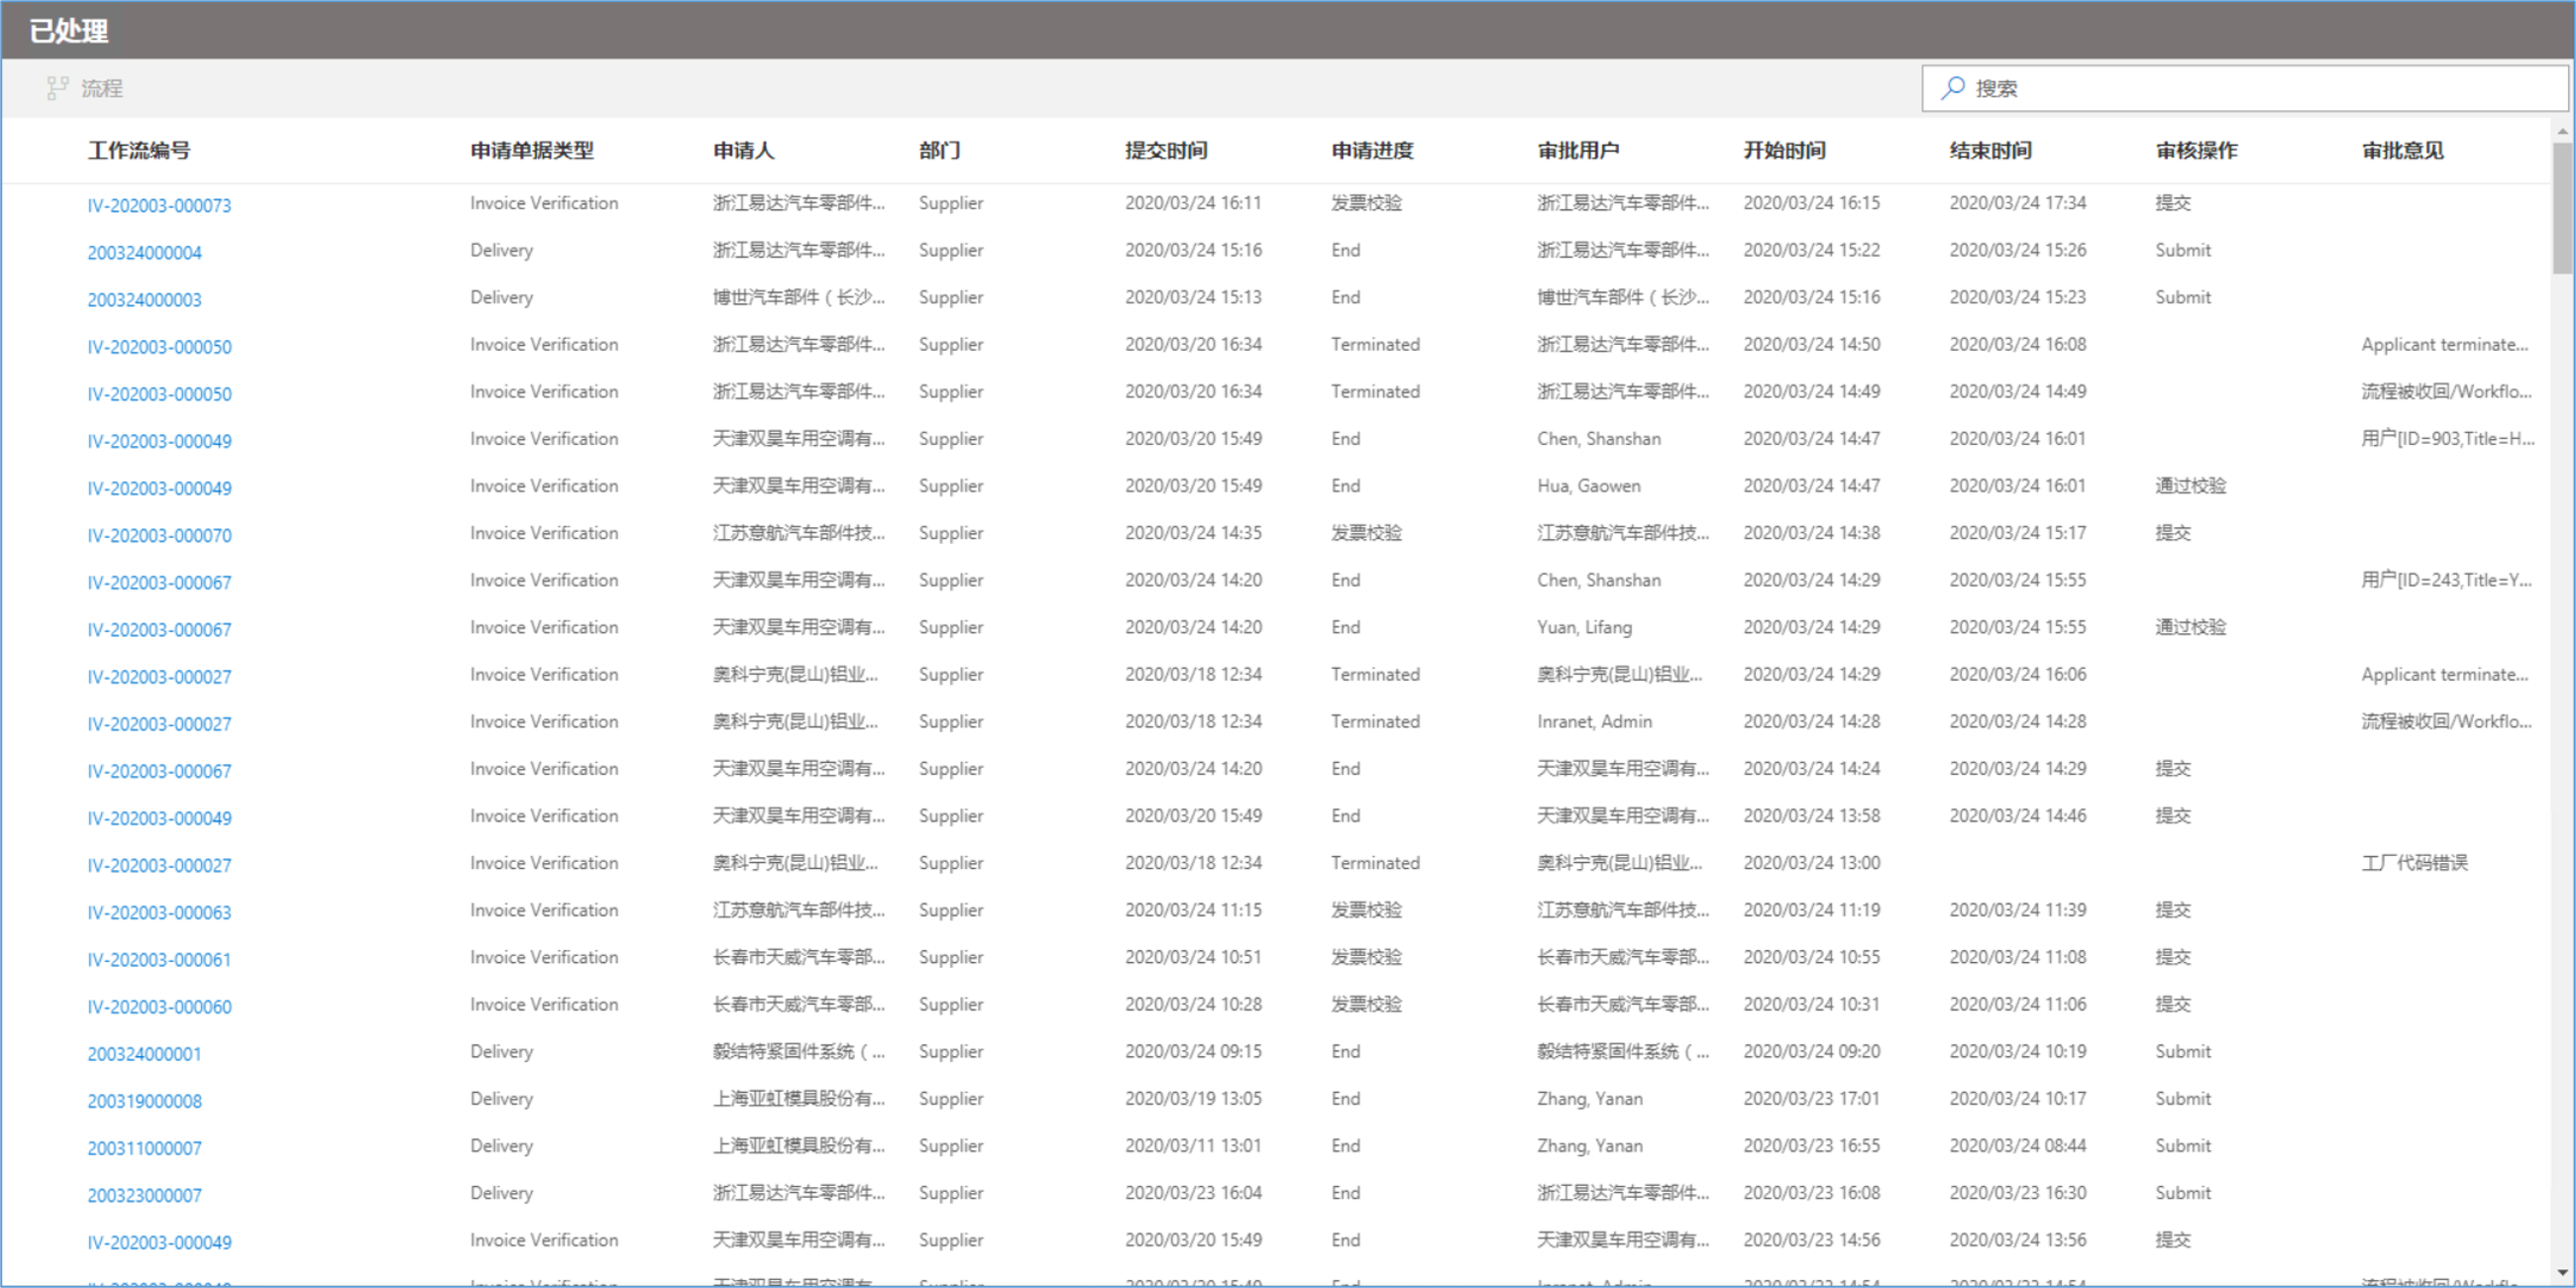 已处理
流程 搜索
工作流编号 申请单据类型 申请人 部门 提交时间 申请进度 审批用户 开始时间 结束时间 审核操作 审批意见
IV-202003-000073 Invoice Verification 浙江易达汽车零部件... Supplier 2020/03/24 16:11 发票校验 浙江易达汽车零部件... 2020/03/24 16:15 2020/03/24 17:34 提交
200324000004 Delivery 浙江易达汽车零部件... Supplier 2020/03/24 15:16 End 浙江易达汽车零部件... 2020/03/24 15:22 2020/03/24 15:26 Submit
200324000003 Delivery 博世汽车部件（长沙... Supplier 2020/03/24 15:13 End 博世汽车部件（长沙... 2020/03/24 15:16 2020/03/24 15:23 Submit
IV-202003-000050 Invoice Verification 浙江易达汽车零部件... Supplier 2020/03/20 16:34 Terminated 浙江易达汽车零部件... 2020/03/24 14:50 2020/03/24 16:08 Applicant terminate...
IV-202003-000050 Invoice Verification 浙江易达汽车零部件... Supplier 2020/03/20 16:34 Terminated 浙江易达汽车零部件... 2020/03/24 14:49 2020/03/24 14:49 流程被收回/Workflo...
IV-202003-000049 Invoice Verification 天津双昊车用空调有... Supplier 2020/03/20 15:49 End Chen, Shanshan 2020/03/24 14:47 2020/03/24 16:01 用户[ID=903,Title=H...
IV-202003-000049 Invoice Verification 天津双昊车用空调有... Supplier 2020/03/20 15:49 End Hua, Gaowen 2020/03/24 14:47 2020/03/24 16:01 通过校验
IV-202003-000070 Invoice Verification 江苏意航汽车部件技... Supplier 2020/03/24 14:35 发票校验 江苏意航汽车部件技... 2020/03/24 14:38 2020/03/24 15:17 提交
IV-202003-000067 Invoice Verification 天津双昊车用空调有... Supplier 2020/03/24 14:20 End Chen, Shanshan 2020/03/24 14:29 2020/03/24 15:55 用户[ID=243,Title=Y...
IV-202003-000067 Invoice Verification 天津双昊车用空调有... Supplier 2020/03/24 14:20 End Yuan, Lifang 2020/03/24 14:29 2020/03/24 15:55 通过校验
IV-202003-000027 Invoice Verification 奥科宁克(昆山)铝业... Supplier 2020/03/18 12:34 Terminated 奥科宁克(昆山)铝业... 2020/03/24 14:29 2020/03/24 16:06 Applicant terminate...
IV-202003-000027 Invoice Verification 奥科宁克(昆山)铝业... Supplier 2020/03/18 12:34 Terminated Inranet, Admin 2020/03/24 14:28 2020/03/24 14:28 流程被收回/Workflo...
IV-202003-000067 Invoice Verification 天津双昊车用空调有... Supplier 2020/03/24 14:20 End 天津双昊车用空调有... 2020/03/24 14:24 2020/03/24 14:29 提交
IV-202003-000049 Invoice Verification 天津双昊车用空调有... Supplier 2020/03/20 15:49 End 天津双昊车用空调有... 2020/03/24 13:58 2020/03/24 14:46 提交
IV-202003-000027 Invoice Verification 奥科宁克(昆山)铝业... Supplier 2020/03/18 12:34 Terminated 奥科宁克(昆山)铝业... 2020/03/24 13:00 工厂代码错误
IV-202003-000063 Invoice Verification 江苏意航汽车部件技... Supplier 2020/03/24 11:15 发票校验 江苏意航汽车部件技... 2020/03/24 11:19 2020/03/24 11:39 提交
IV-202003-000061 Invoice Verification 长春市天威汽车零部... Supplier 2020/03/24 10:51 发票校验 长春市天威汽车零部... 2020/03/24 10:55 2020/03/24 11:08 提交
IV-202003-000060 Invoice Verification 长春市天威汽车零部... Supplier 2020/03/24 10:28 发票校验 长春市天威汽车零部... 2020/03/24 10:31 2020/03/24 11:06 提交
200324000001 Delivery 毅结特紧固件系统（... Supplier 2020/03/24 09:15 End 毅结特紧固件系统（... 2020/03/24 09:20 2020/03/24 10:19 Submit
200319000008 Delivery 上海亚虹模具股份有... Supplier 2020/03/19 13:05 End Zhang, Yanan 2020/03/23 17:01 2020/03/24 10:17 Submit
200311000007 Delivery 上海亚虹模具股份有... Supplier 2020/03/11 13:01 End Zhang, Yanan 2020/03/23 16:55 2020/03/24 08:44 Submit
200323000007 Delivery 浙江易达汽车零部件... Supplier 2020/03/23 16:04 End 浙江易达汽车零部件... 2020/03/23 16:08 2020/03/23 16:30 Submit
IV-202003-000049 Invoice Verification 天津双昊车用空调有... Supplier 2020/03/20 15:49 End 天津双昊车用空调有... 2020/03/23 14:56 2020/03/24 13:56 提交